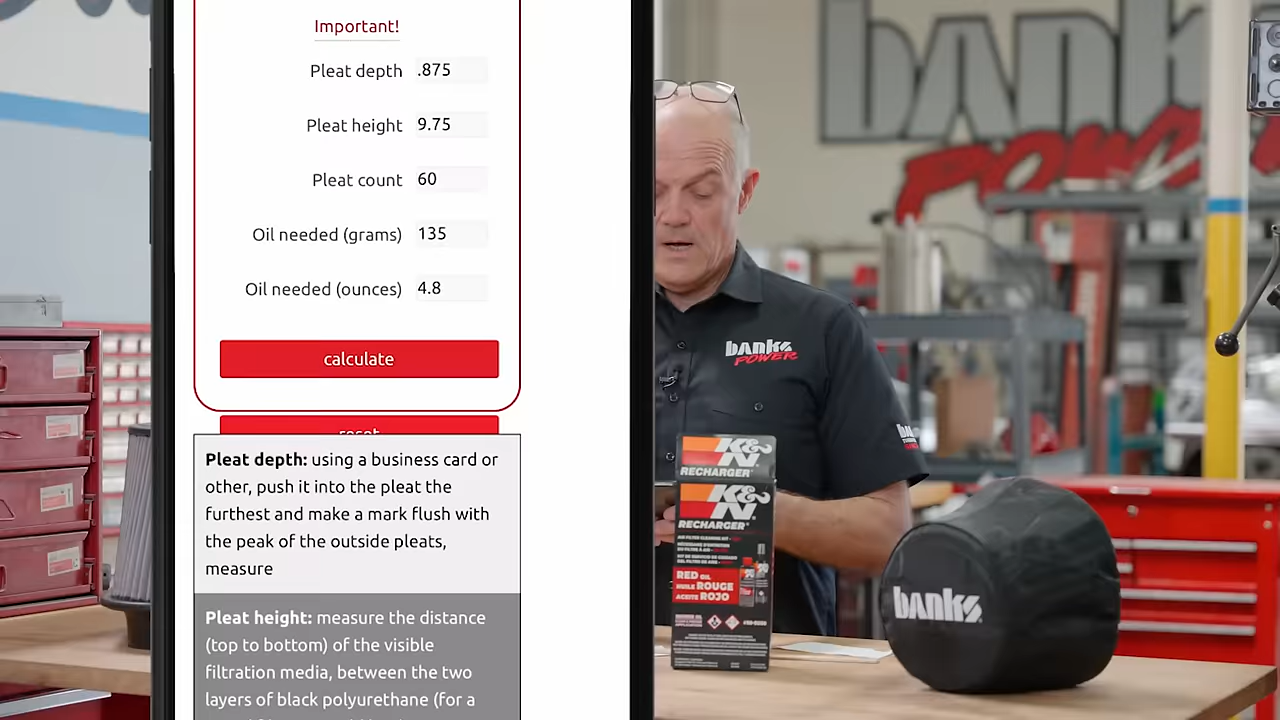 Important!
Pleat depth .875
Pleat height 9.75
Pleat count 60
Oil needed (grams) 135
Oil needed (ounces) 4.8
calculate
reset
Pleat depth: using a business card or
other, push it into the pleat the
furthest and make a mark flush with
the peak of the outside pleats,
measure
Pleat height: measure the distance
(top to bottom) of the visible
filtration media, between the two
layers of black polyurethane (for a
banks
POWER
banks
POWER
K&N
RECHARGER
K&N
RECHARGER
RED OIL
HUILE ROUGE
ACEITE ROJO
banks